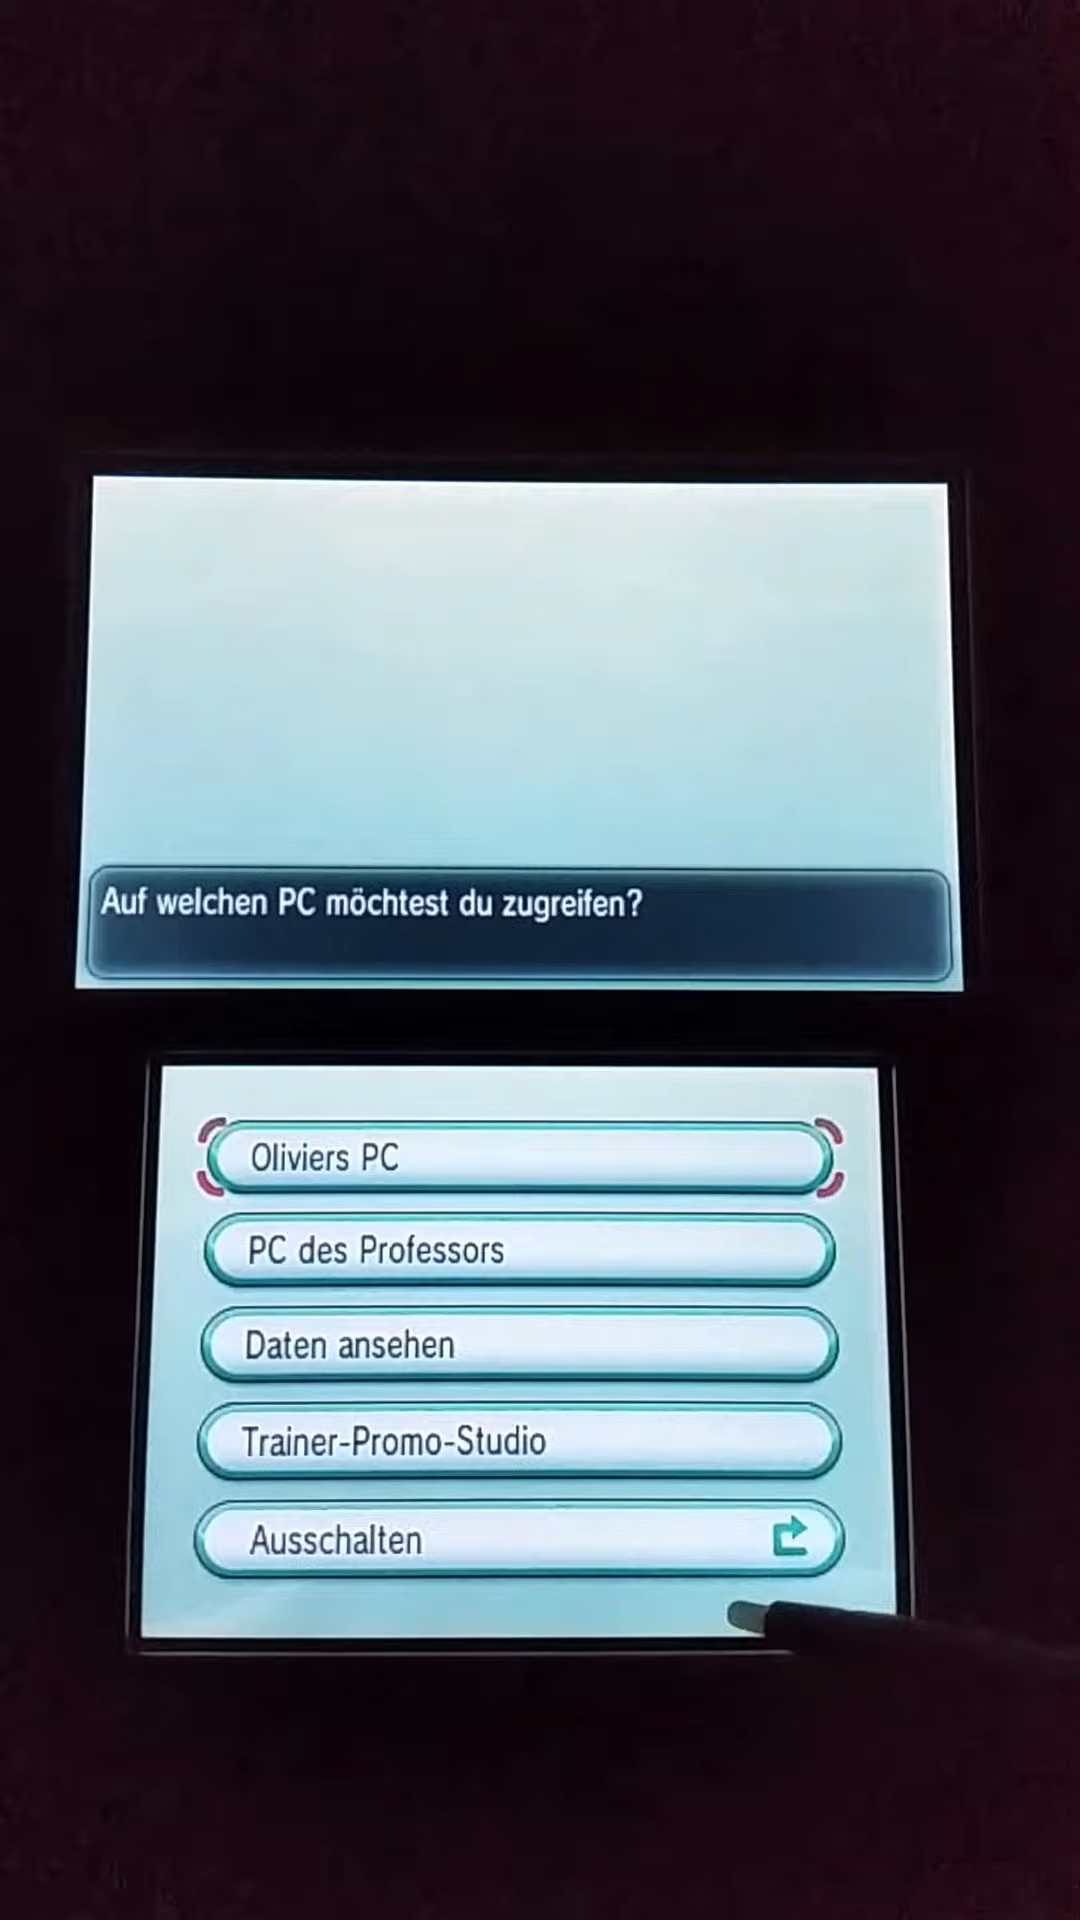 Auf welchen PC möchtest du zugreifen?
Oliviers PC
PC des Professors
Daten ansehen
Trainer-Promo-Studio
Ausschalten